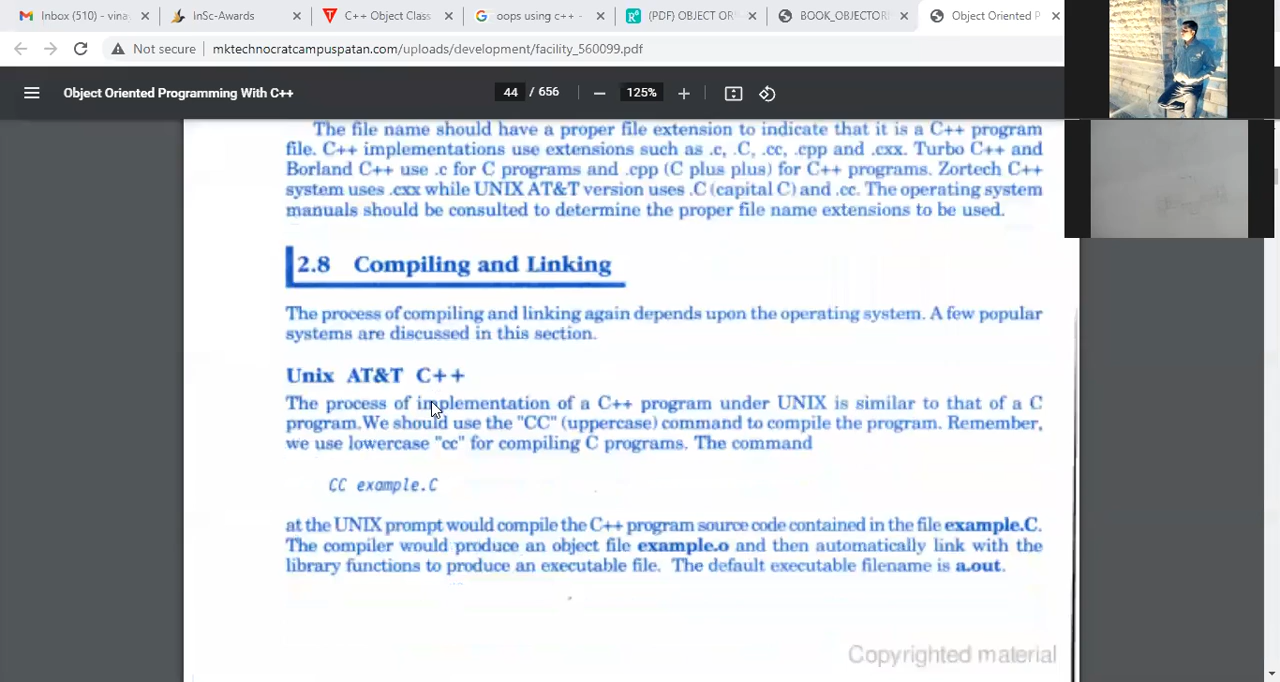 Inbox (510) - vina
InSc-Awards
C++ Object Class
oops using c++ -
(PDF) OBJECT OR
BOOK_OBJECTORI
Object Oriented P
Not secure
mktechnocratcampuspatan.com/uploads/development/facility_560099.pdf
Object Oriented Programming With C++
44 / 656
125%
The file name should have a proper file extension to indicate that it is a C++ program
file. C++ implementations use extensions such as .c, .C, .cc, .cpp and .cxx. Turbo C++ and
Borland C++ use .c for C programs and .cpp (C plus plus) for C++ programs. Zortech C++
system uses .cxx while UNIX AT&T version uses .C (capital C) and .cc. The operating system
manuals should be consulted to determine the proper file name extensions to be used.
2.8 Compiling and Linking
The process of compiling and linking again depends upon the operating system. A few popular
systems are discussed in this section.
Unix AT&T C++
The process of implementation of a C++ program under UNIX is similar to that of a C
program.We should use the "CC" (uppercase) command to compile the program. Remember,
we use lowercase "cc" for compiling C programs. The command
CC example.C
at the UNIX prompt would compile the C++ program source code contained in the file example.C.
The compiler would produce an object file example.o and then automatically link with the
library functions to produce an executable file. The default executable filename is a.out.
Copyrighted material